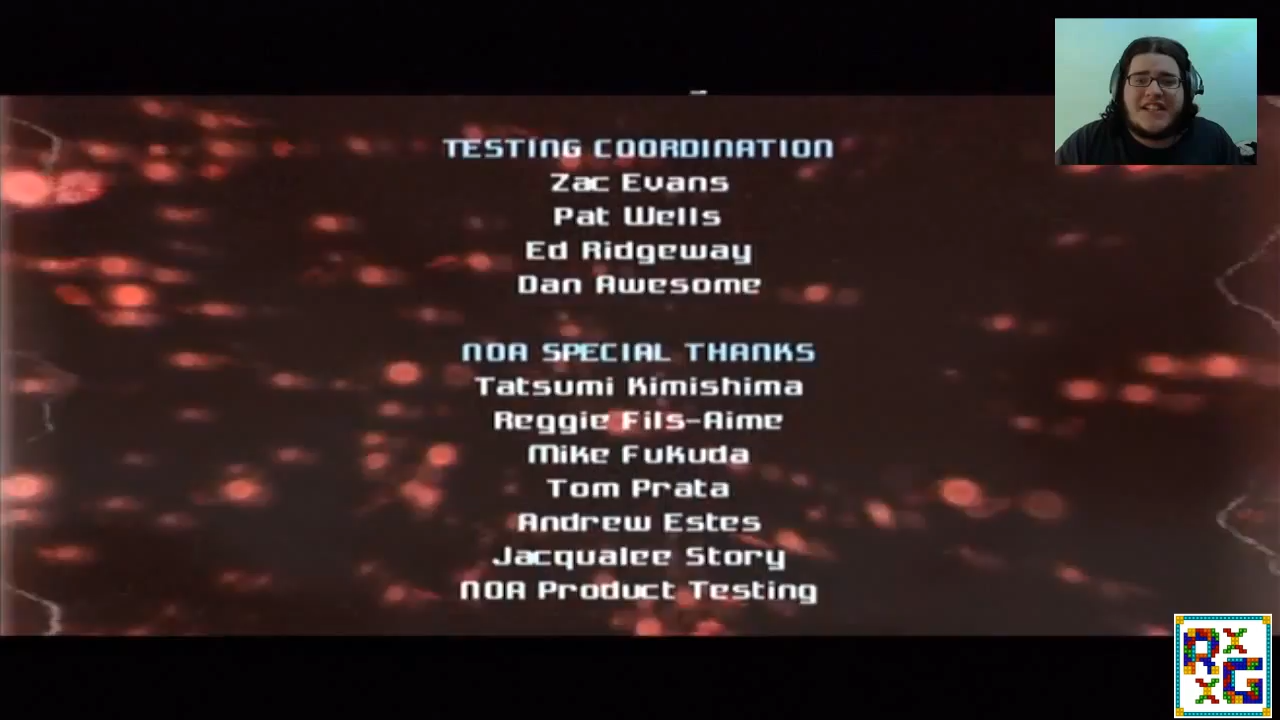 TESTING COORDINATION
Zac Evans
Pat Wells
Ed Ridgeway
Dan Awesome
NOA SPECIAL THANKS
Tatsumi Kimishima
Reggie Fils-Aime
Mike Fukuda
Tom Prata
Andrew Estes
Jacqualee Story
NOA Product Testing
R X
X G